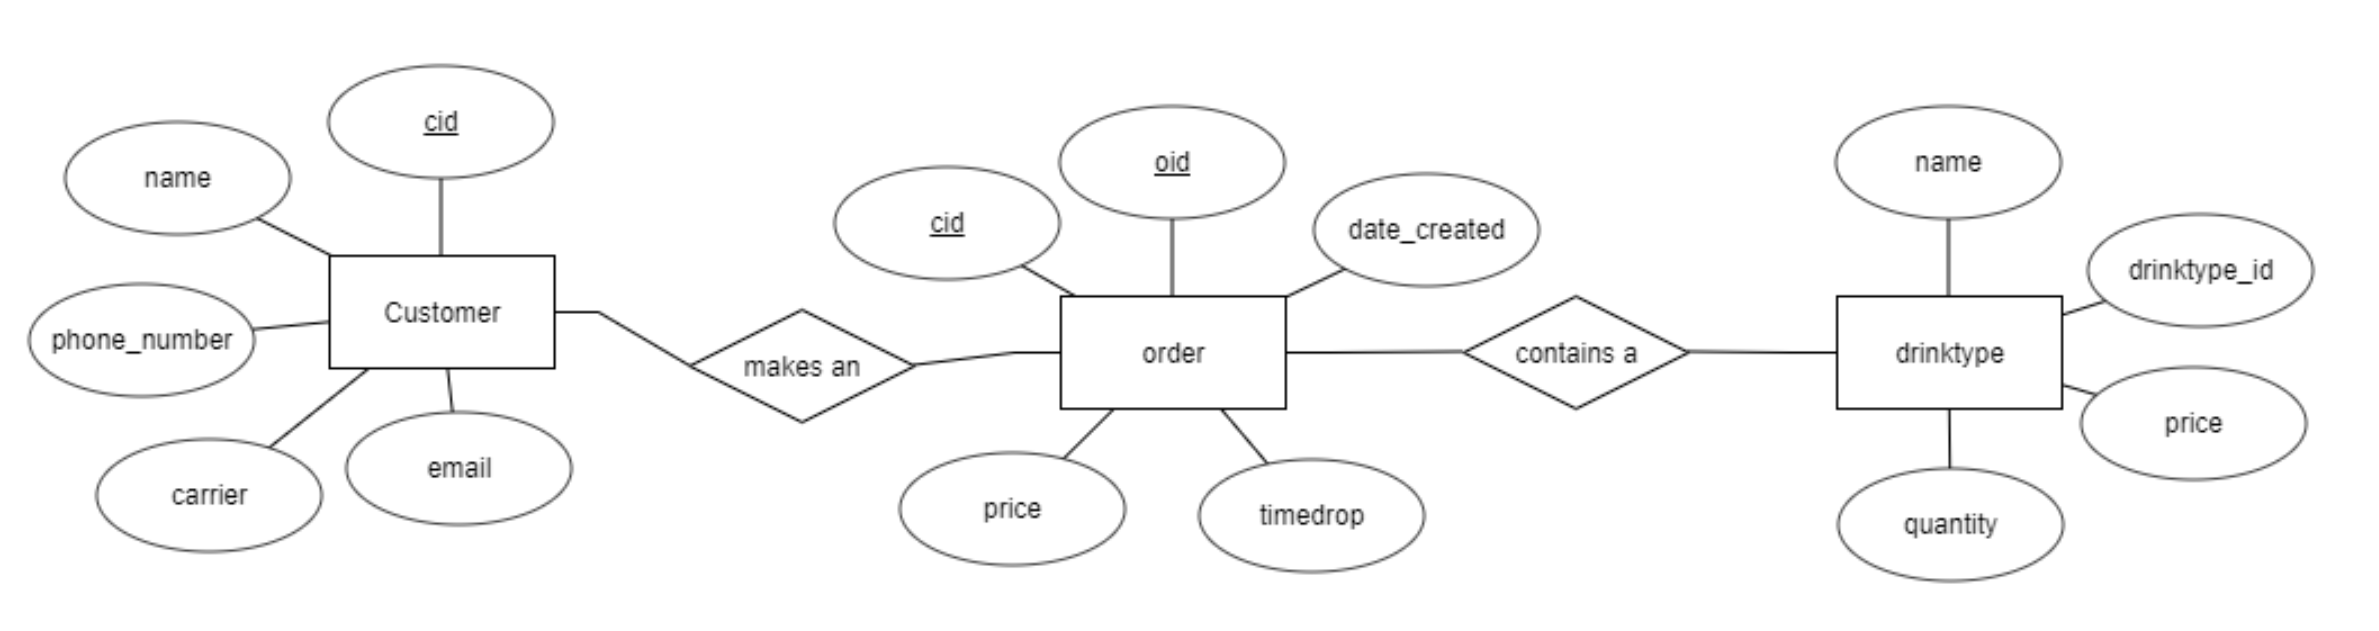 cid
name
Customer
phone_number
carrier
email
makes an
cid
oid
date_created
order
price
timedrop
contains a
name
drinktype_id
drinktype
price
quantity